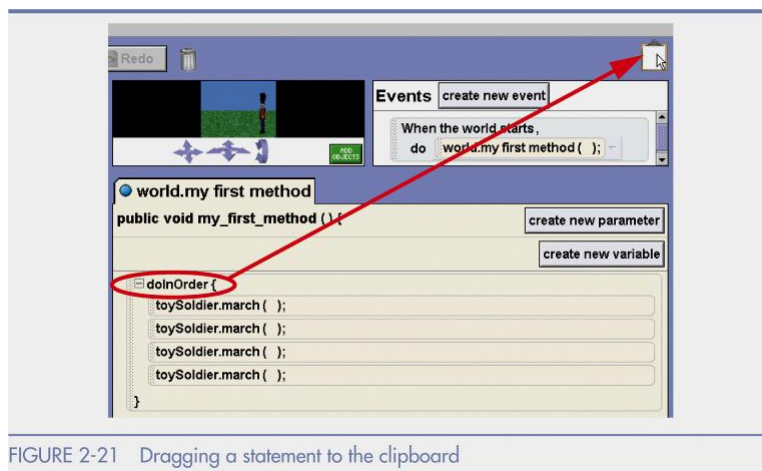 Redo
Events create new event
When the world starts,
do world.my first method ( );
ADD OBJECTS
world.my first method
public void my_first_method () {
create new parameter
create new variable
doInOrder {
toySoldier.march ( );
toySoldier.march ( );
toySoldier.march ( );
toySoldier.march ( );
}
FIGURE 2-21 Dragging a statement to the clipboard